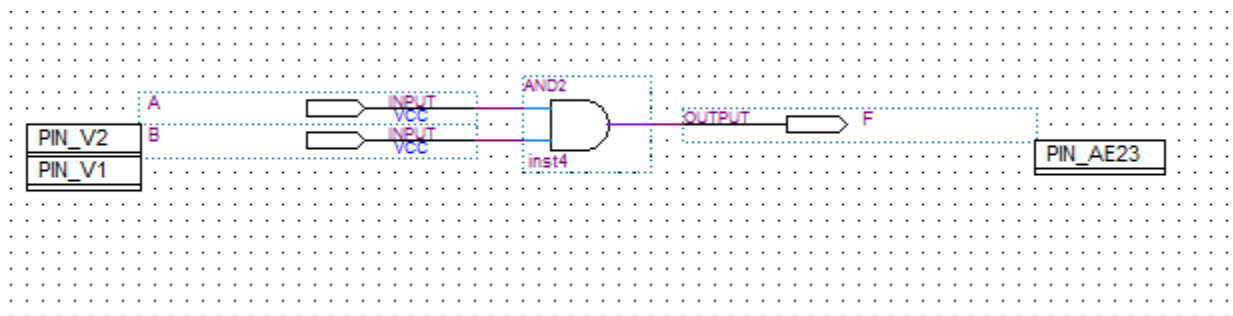 AND2
A INPUT
VCC
OUTPUT F
PIN_V2 B INPUT
VCC
PIN_AE23
inst4
PIN_V1